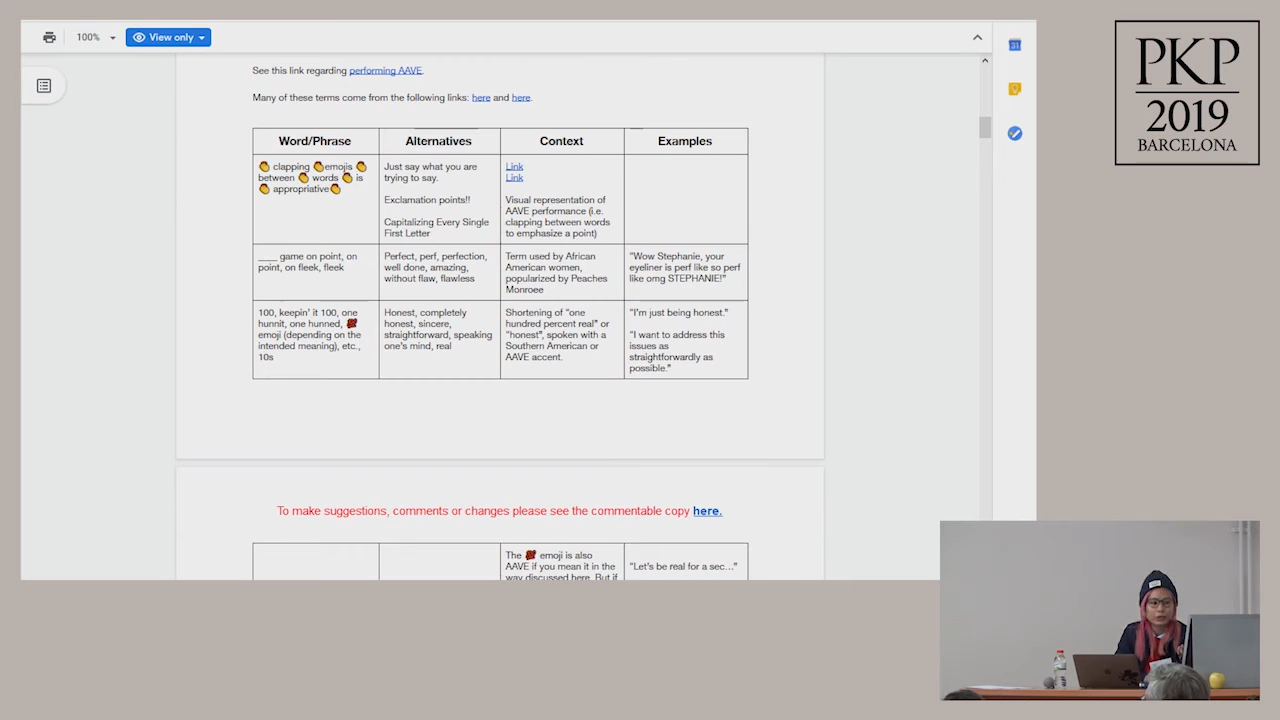 100%
View only
31
PKP
2019
BARCELONA
See this link regarding performing AAVE.
Many of these terms come from the following links: here and here.
Word/Phrase
Alternatives
Context
Examples
👏 clapping 👏emojis 👏
between 👏 words 👏 is
👏 appropriative👏
Just say what you are
trying to say.
Exclamation points!!
Capitalizing Every Single
First Letter
Link
Link
Visual representation of
AAVE performance (i.e.
clapping between words
to emphasize a point)
____ game on point, on
point, on fleek, fleek
Perfect, perf, perfection,
well done, amazing,
without flaw, flawless
Term used by African
American women,
popularized by Peaches
Monroee
“Wow Stephanie, your
eyeliner is perf like so perf
like omg STEPHANIE!”
100, keepin’ it 100, one
hunnit, one hunned, 💯
emoji (depending on the
intended meaning), etc.,
10s
Honest, completely
honest, sincere,
straightforward, speaking
one’s mind, real
Shortening of “one
hundred percent real” or
“honest”, spoken with a
Southern American or
AAVE accent.
“I’m just being honest.”
“I want to address this
issues as
straightforwardly as
possible.”
To make suggestions, comments or changes please see the commentable copy here.
The 💯 emoji is also
AAVE if you mean it in the
way discussed here. But if
“Let’s be real for a sec…”